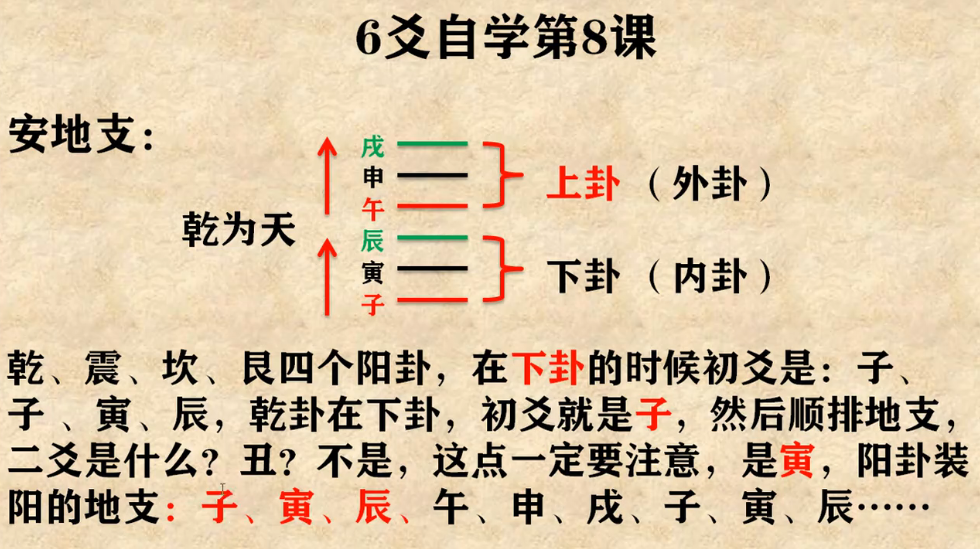 6爻自学第8课
安地支：
戌
申
午
上卦（外卦）
乾为天
辰
寅
子
下卦（内卦）
乾、震、坎、艮四个阳卦，在下卦的时候初爻是：子、
子、寅、辰，乾卦在下卦，初爻就是子，然后顺排地支，
二爻是什么？丑？不是，这点一定要注意，是寅，阳卦装
阳的地支：子、寅、辰、午、申、戌、子、寅、辰……